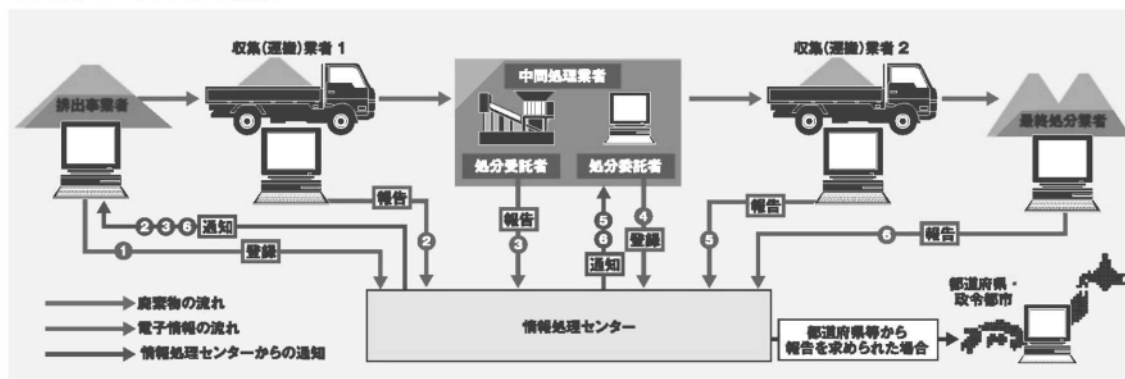 収集(運搬)業者 1
収集(運搬)業者 2
中間処理業者
排出事業者
最終処分業者
処分受託者
処分委託者
報告
報告
④
報告
② ③ ⑥ 通知
②
③
⑤
⑥
登録
⑤
⑥ 報告
① 登録
通知
都道府県・
政令都市
廃棄物の流れ
電子情報の流れ
情報処理センターからの通知
情報処理センター
都道府県等から
報告を求められた場合